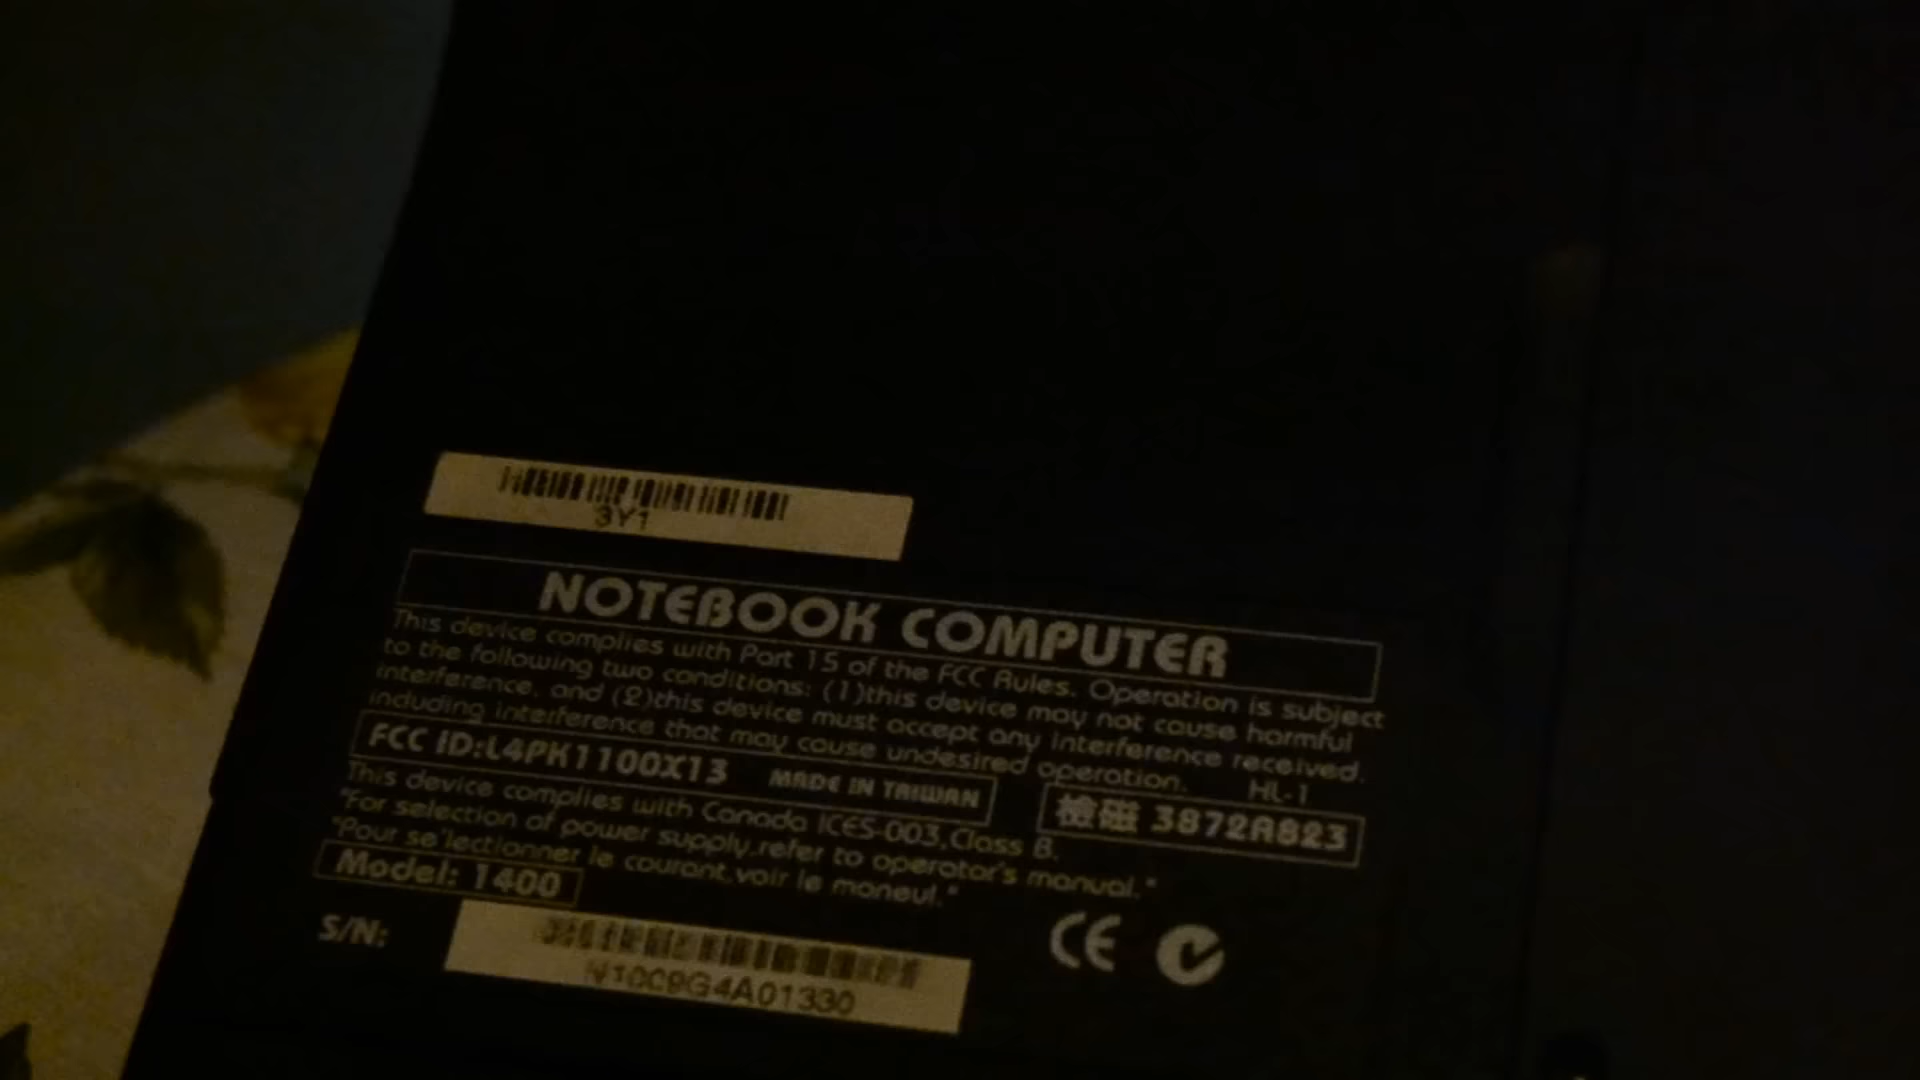 3Y1
NOTEBOOK COMPUTER
This device complies with Part 15 of the FCC Rules. Operation is subject
to the following two conditions: (1)this device may not cause harmful
interference, and (2)this device must accept any interference received,
including interference that may cause undesired operation.
HL-1
FCC ID:L4PK1100X13 MADE IN TAIWAN
檢磁 3872A823
This device complies with Canada ICES-003,Class B.
"For selection of power supply,refer to operator's manual."
"Pour se'lectionner le courant,voir le maneul."
Model: 1400
S/N:
N1009G4A01330
CE